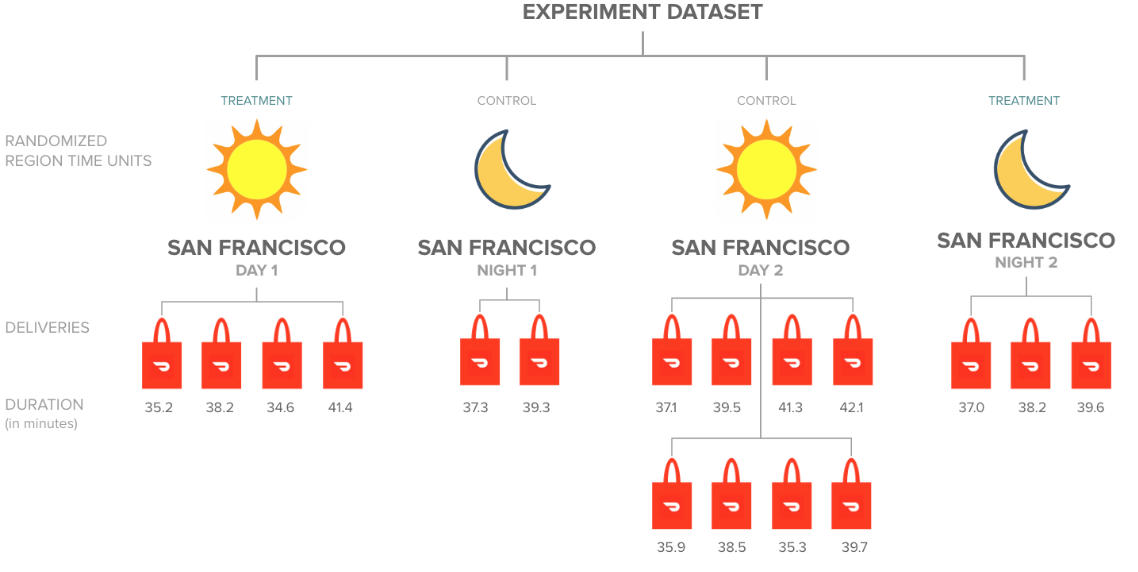 EXPERIMENT DATASET
TREATMENT
CONTROL
CONTROL
TREATMENT
RANDOMIZED
REGION TIME UNITS
SAN FRANCISCO
DAY 1
SAN FRANCISCO
NIGHT 1
SAN FRANCISCO
DAY 2
SAN FRANCISCO
NIGHT 2
DELIVERIES
DURATION
(in minutes)
35.2 38.2 34.6 41.4
37.3 39.3
37.1 39.5 41.3 42.1
37.0 38.2 39.6
35.9 38.5 35.3 39.7